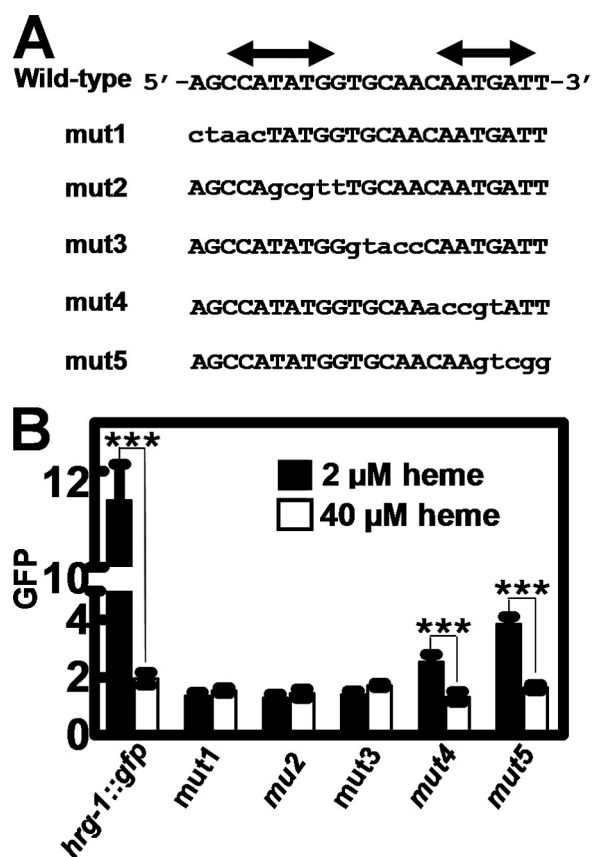 A
Wild-type 5′-AGCCATATGGTGCAACAATGATT-3′
mut1 ctaacTATGGTGCAACAATGATT
mut2 AGCCAgcgttTGCAACAATGATT
mut3 AGCCATATGGgtaccCAATGATT
mut4 AGCCATATGGTGCAAaccgtATT
mut5 AGCCATATGGTGCAACAAgtcgg
B
***
12
10
4
2
0
GFP
2 µM heme
40 µM heme
***
***
hrg-1::gfp
mut1
mu2
mut3
mut4
mut5